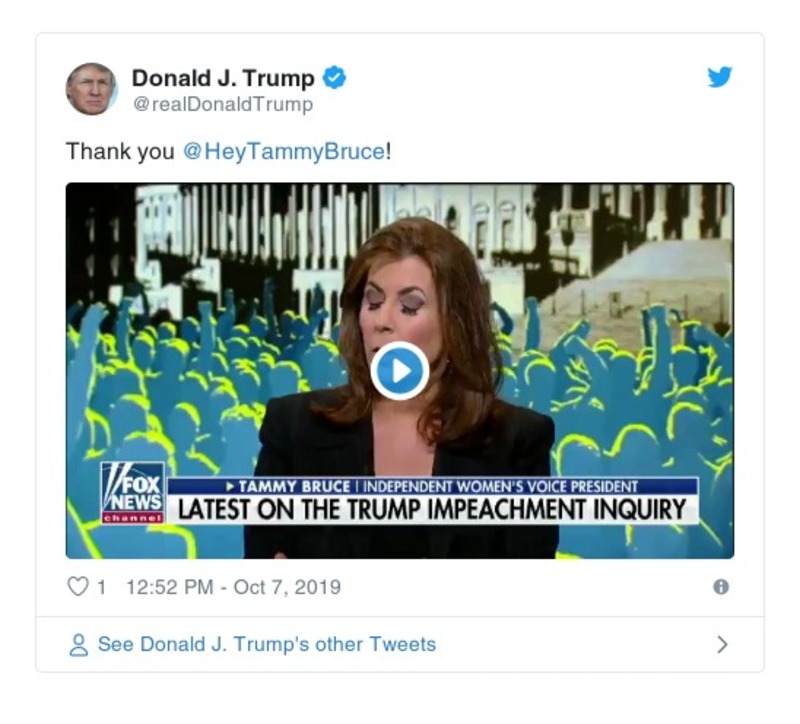 Donald J. Trump
@realDonaldTrump
Thank you @HeyTammyBruce!
FOX
NEWS
channel
TAMMY BRUCE | INDEPENDENT WOMEN'S VOICE PRESIDENT
LATEST ON THE TRUMP IMPEACHMENT INQUIRY
1 12:52 PM - Oct 7, 2019
See Donald J. Trump's other Tweets